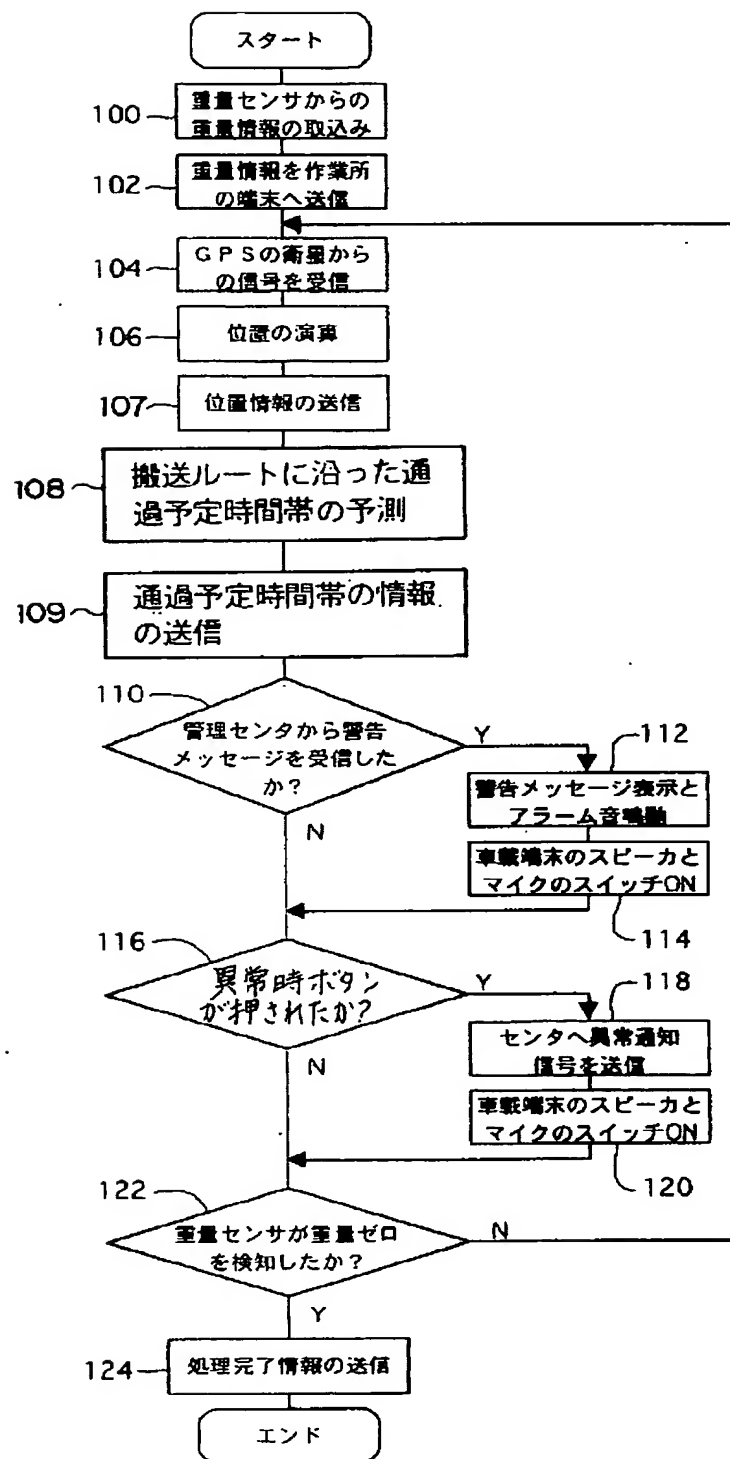 スタート
100
重量センサからの
重量情報の取込み
102
重量情報を作業所
の端末へ送信
104
GPSの衛星から
の信号を受信
106
位置の演算
107
位置情報の送信
108
搬送ルートに沿った通
過予定時間帯の予測
109
通過予定時間帯の情報
の送信
110
管理センタから警告
メッセージを受信した
か?
Y
N
112
警告メッセージ表示と
アラーム音鳴動
車載端末のスピーカと
マイクのスイッチON
114
116
異常時ボタン
が押されたか?
Y
N
118
センタへ異常通知
信号を送信
車載端末のスピーカと
マイクのスイッチON
120
122
重量センサが重量ゼロ
を検知したか?
N
Y
124
処理完了情報の送信
エンド